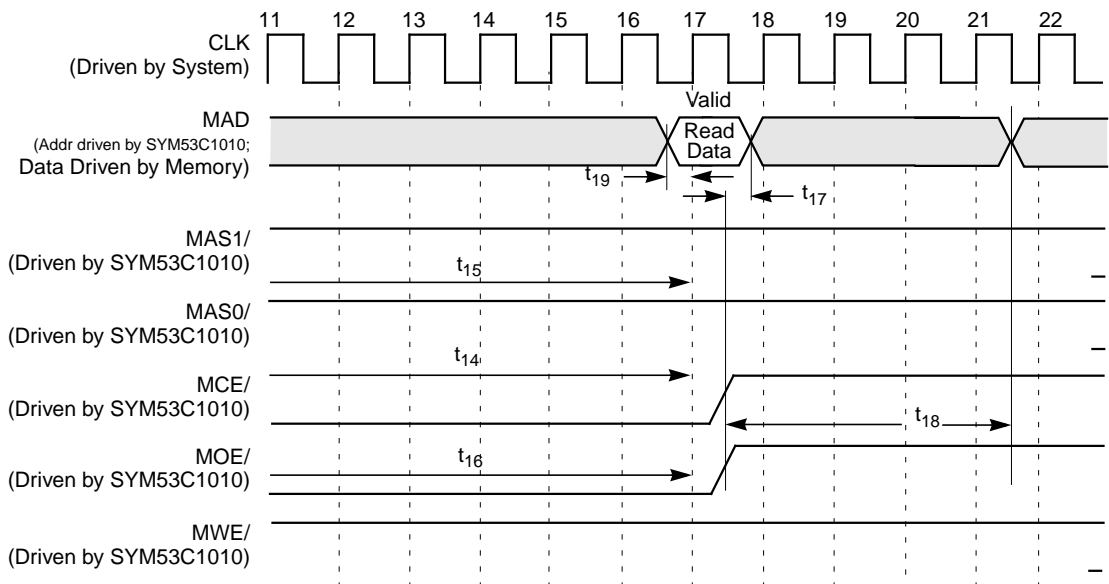 11 12 13 14 15 16 17 18 19 20 21 22
CLK
(Driven by System)
Valid
MAD
(Addr driven by SYM53C1010;
Data Driven by Memory)
Read
Data
t19
t17
MAS1/
(Driven by SYM53C1010)
t15
MAS0/
(Driven by SYM53C1010)
t14
MCE/
(Driven by SYM53C1010)
t18
MOE/
(Driven by SYM53C1010)
t16
MWE/
(Driven by SYM53C1010)